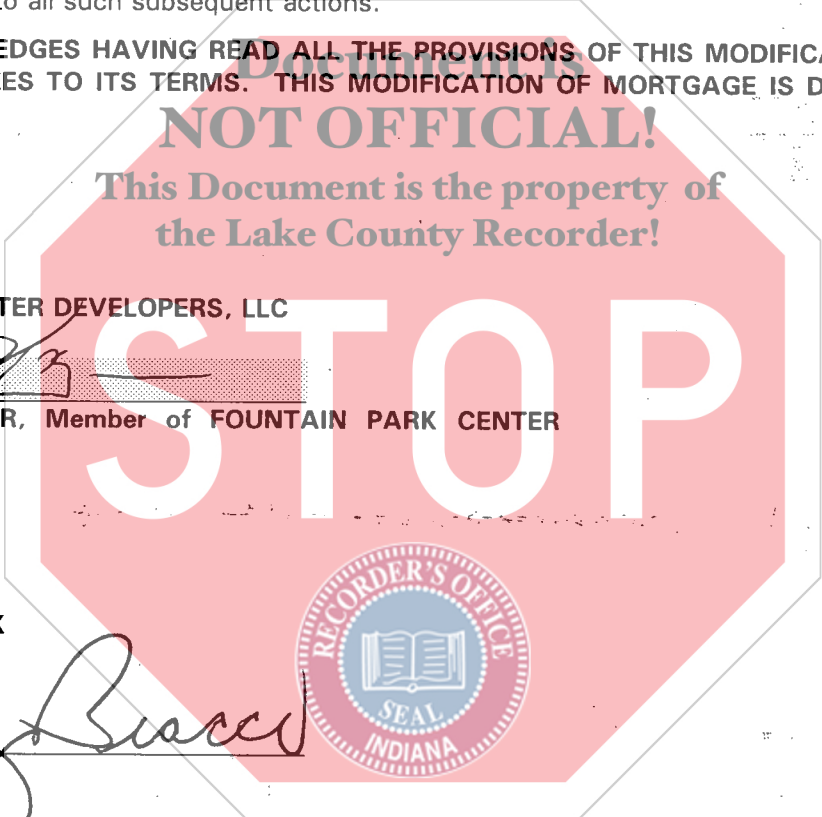 to all such subsequent actions.
EDGES HAVING READ ALL THE PROVISIONS OF THIS MODIFICA
Document is
ES TO ITS TERMS. THIS MODIFICATION OF MORTGAGE IS D
NOT OFFICIAL!
This Document is the property of
the Lake County Recorder!
TER DEVELOPERS, LLC
STOP
R, Member of FOUNTAIN PARK CENTER
RECORDER'S OFFICE
SEAL
INDIANA
K